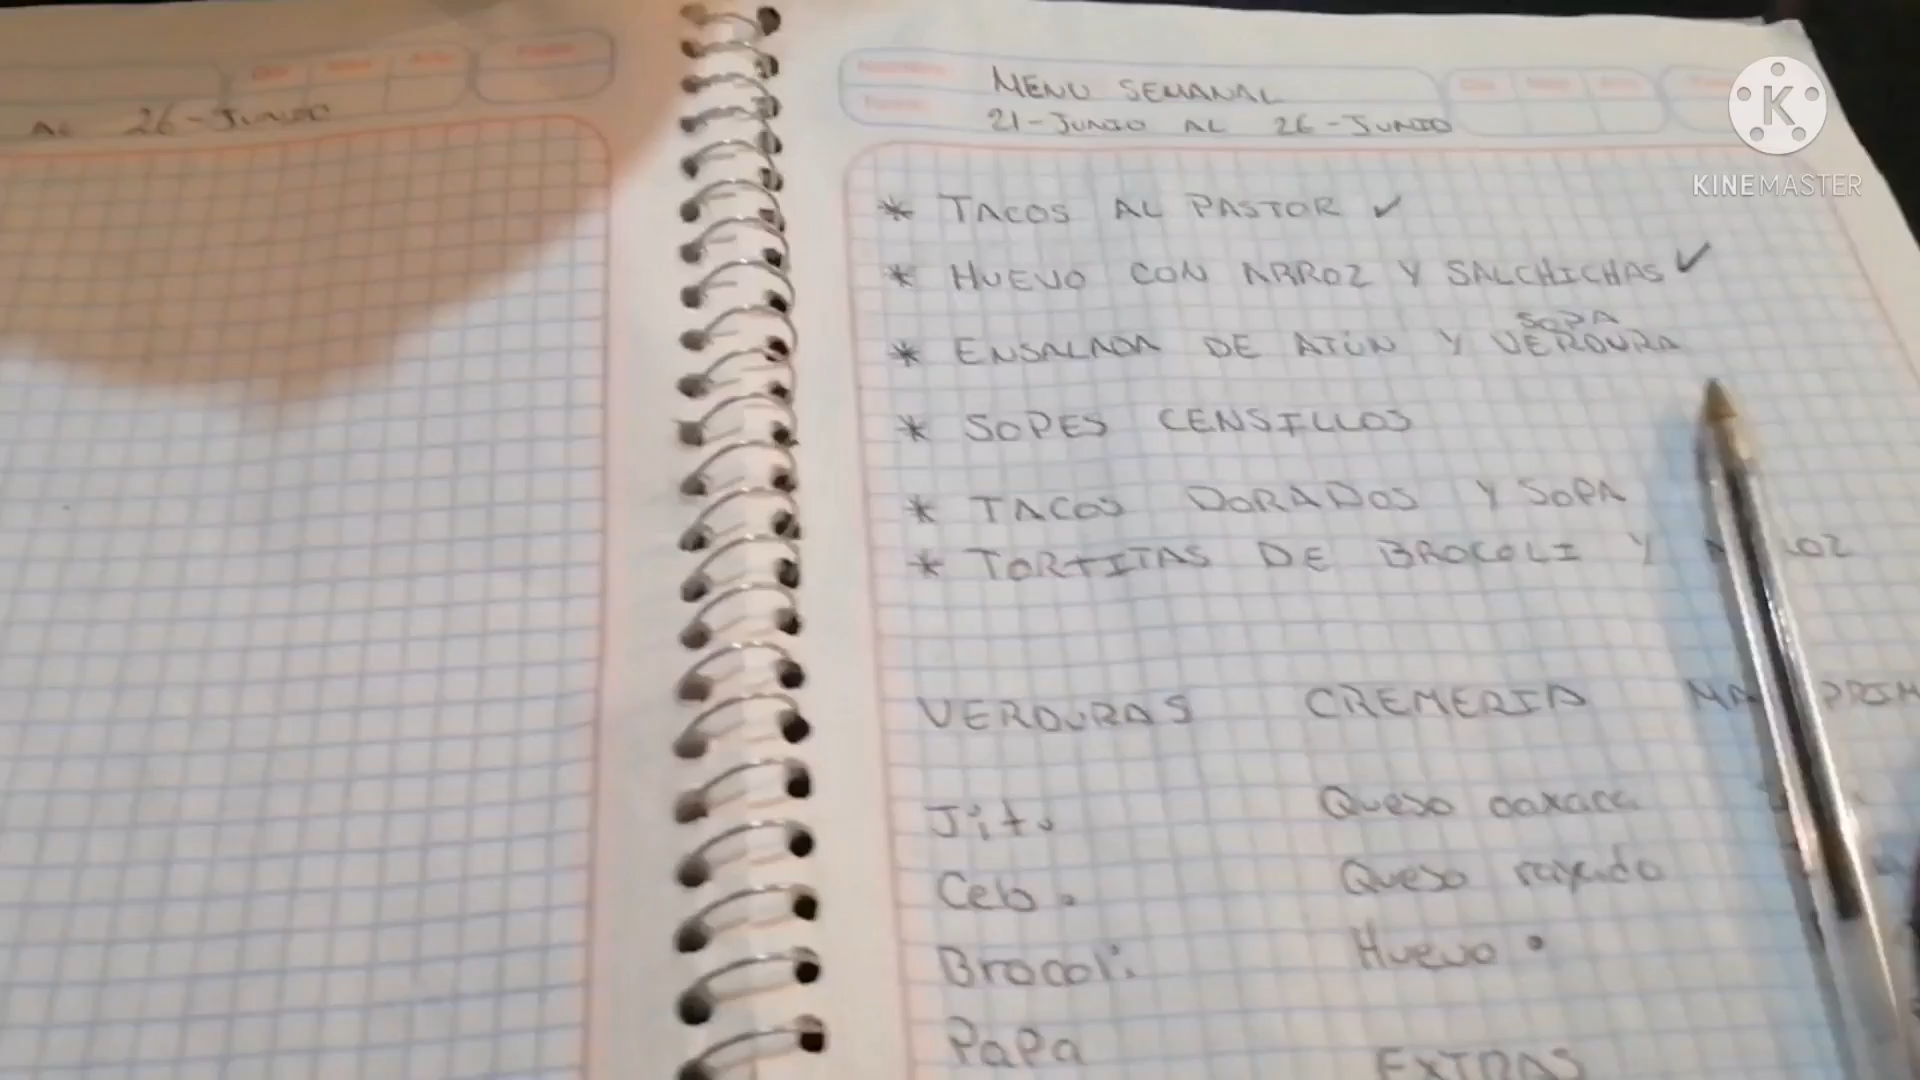 AL 26-JUNIO
MENU SEMANAL
21-JUNIO AL 26-JUNIO
KINEMASTER
* TACOS AL PASTOR ✓
* HUEVO CON ARROZ Y SALCHICHAS ✓
SOPA
* ENSALADA DE ATÚN Y VERDURA
* SOPES CENSILLOS
* TACOS DORADOS Y SOPA
* TORTITAS DE BROCOLI Y
VERDURAS CREMERIA
Jito Queso oaxaca
Ceb. Queso rayado
Brocoli Huevo
PaPa
EXTRAS